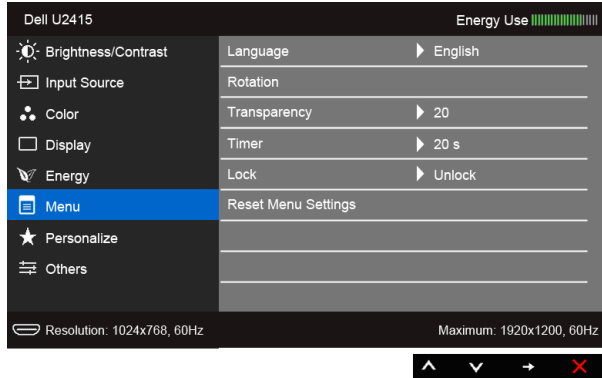 Dell U2415 Energy Use
Brightness/Contrast Language English
Input Source Rotation
Color Transparency 20
Display Timer 20 s
Energy Lock Unlock
Menu Reset Menu Settings
Personalize
Others
Resolution: 1024x768, 60Hz Maximum: 1920x1200, 60Hz